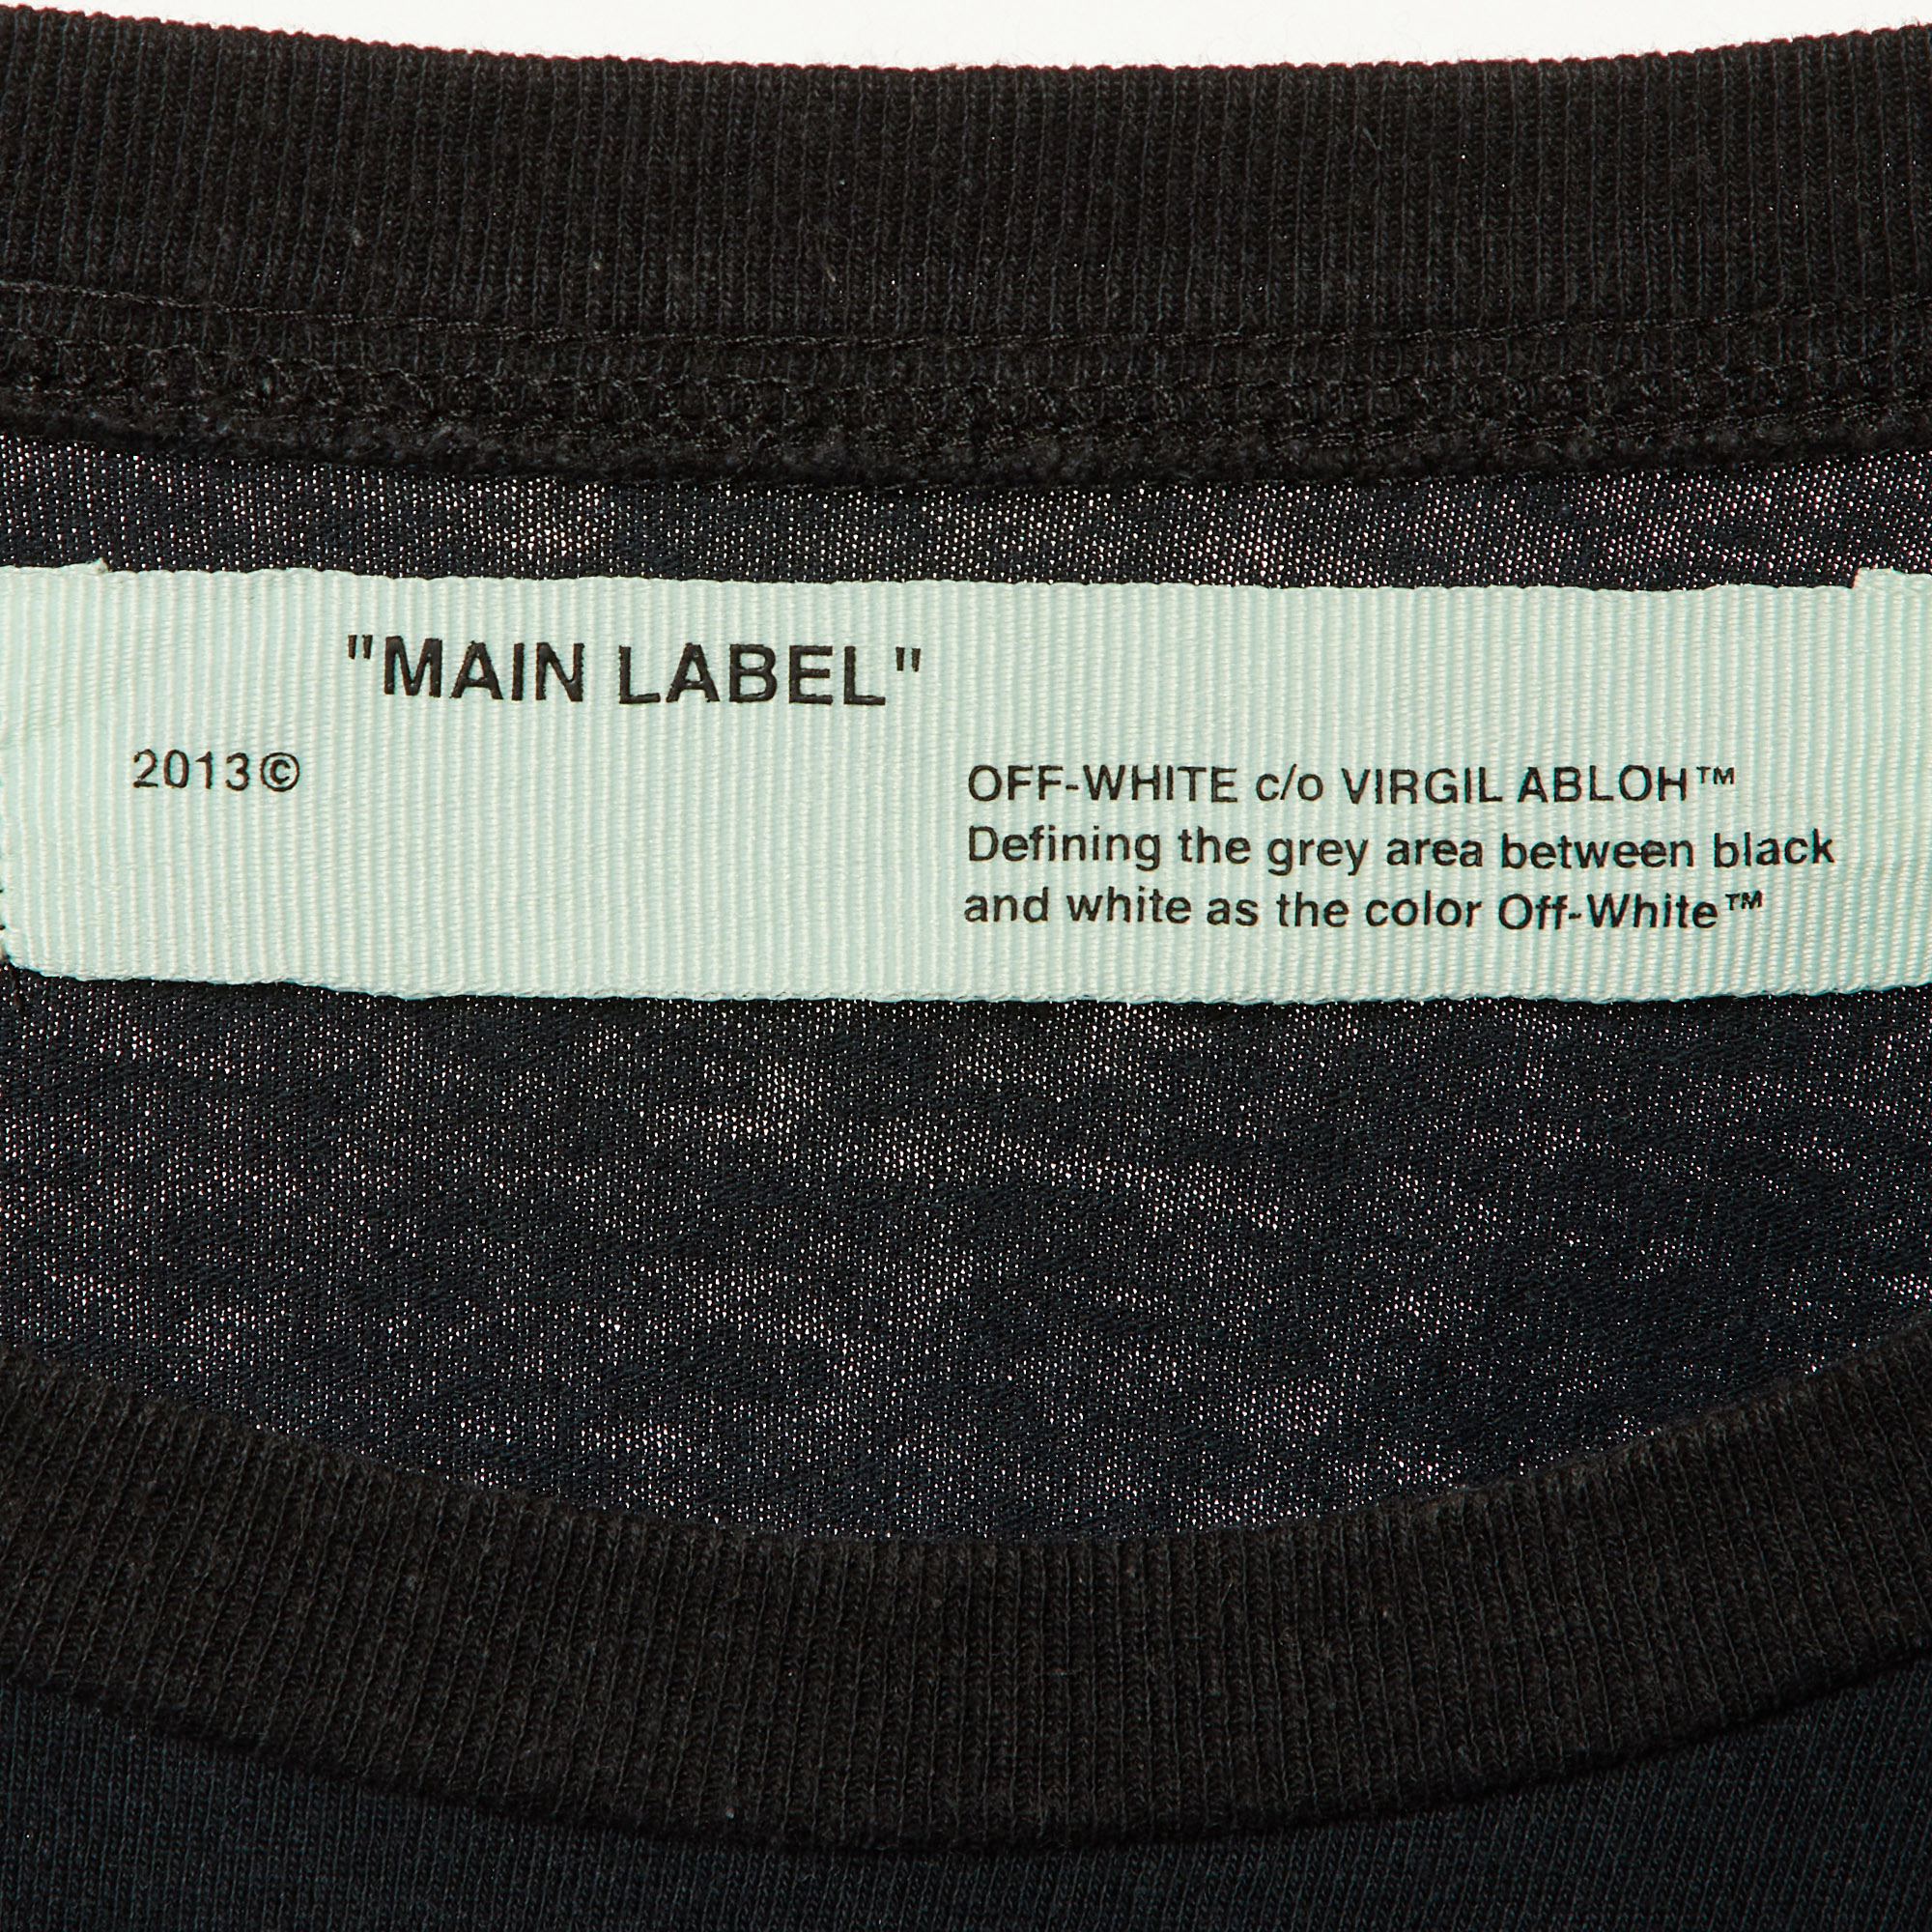 "MAIN LABEL"
2013©
OFF-WHITE c/o VIRGIL ABLOH™
Defining the grey area between black
and white as the color Off-White™